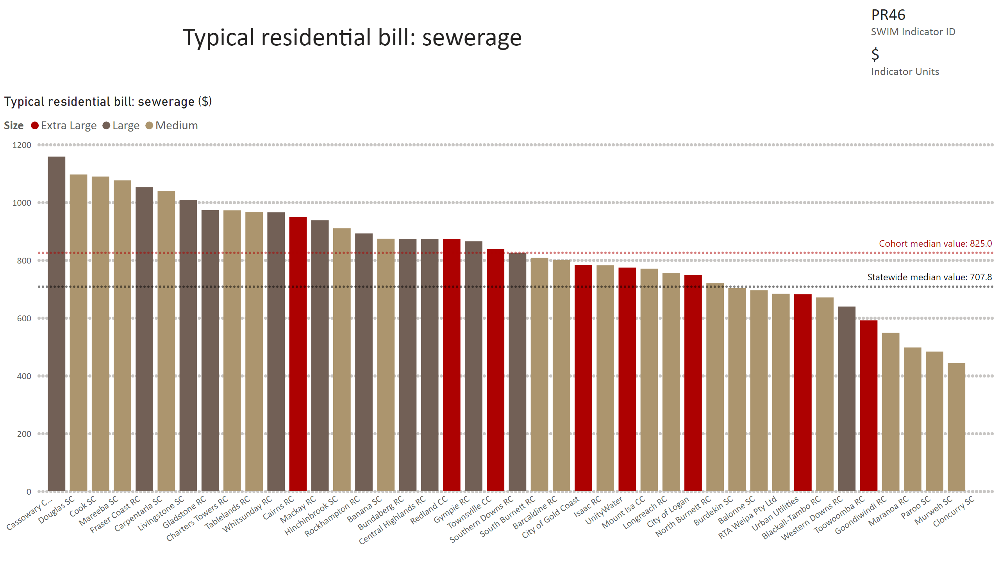 PR46
SWIM Indicator ID
Typical residential bill: sewerage
$
Indicator Units
Typical residential bill: sewerage ($)
Size Extra Large Large Medium
1200
1000
800
600
400
200
0
Cohort median value: 825.0
Statewide median value: 707.8
Cassowary C...
Douglas SC
Cook SC
Mareeba SC
Fraser Coast RC
Carpentaria SC
Livingstone SC
Gladstone RC
Charters Towers RC
Tablelands RC
Whitsunday RC
Cairns RC
Mackay RC
Hinchinbrook SC
Rockhampton RC
Banana SC
Bundaberg RC
Central Highlands RC
Redland CC
Gympie RC
Townsville CC
Southern Downs RC
South Burnett RC
Barcaldine RC
City of Gold Coast
Isaac RC
UnityWater
Mount Isa CC
Longreach RC
City of Logan
North Burnett RC
Burdekin SC
Balonne SC
RTA Weipa Pty Ltd
Urban Utilities
Blackall-Tambo RC
Western Downs RC
Toowoomba RC
Goondiwindi RC
Maranoa RC
Paroo SC
Murweh SC
Cloncurry SC